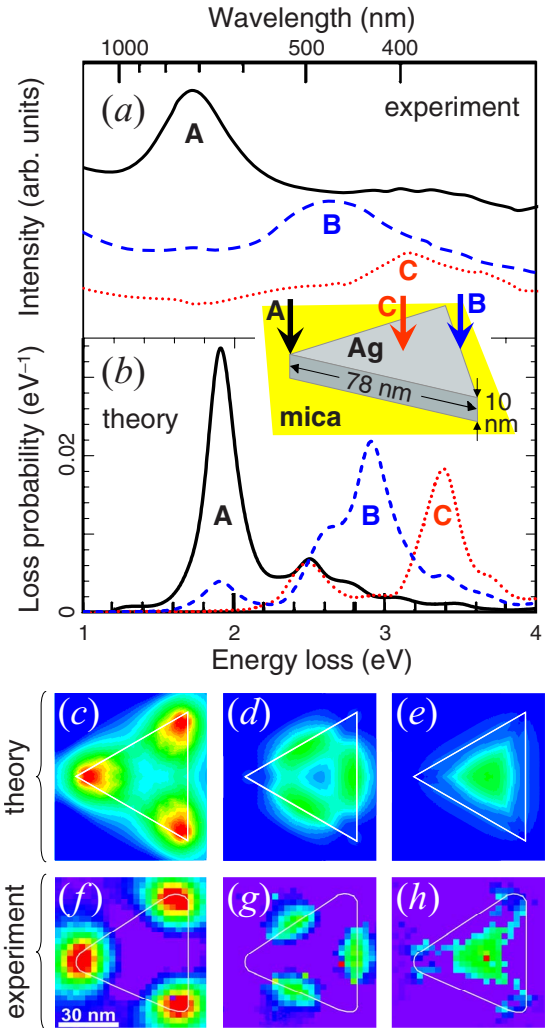 Wavelength (nm)
1000 500 400
(a) experiment
A
B
C
Intensity (arb. units)
A C B
Ag
78 nm
10
nm
mica
(b)
theory
A
B
C
Loss probability (eV⁻¹)
0.02
0
1 2 3 4
Energy loss (eV)
theory
(c) (d) (e)
experiment
(f) (g) (h)
30 nm